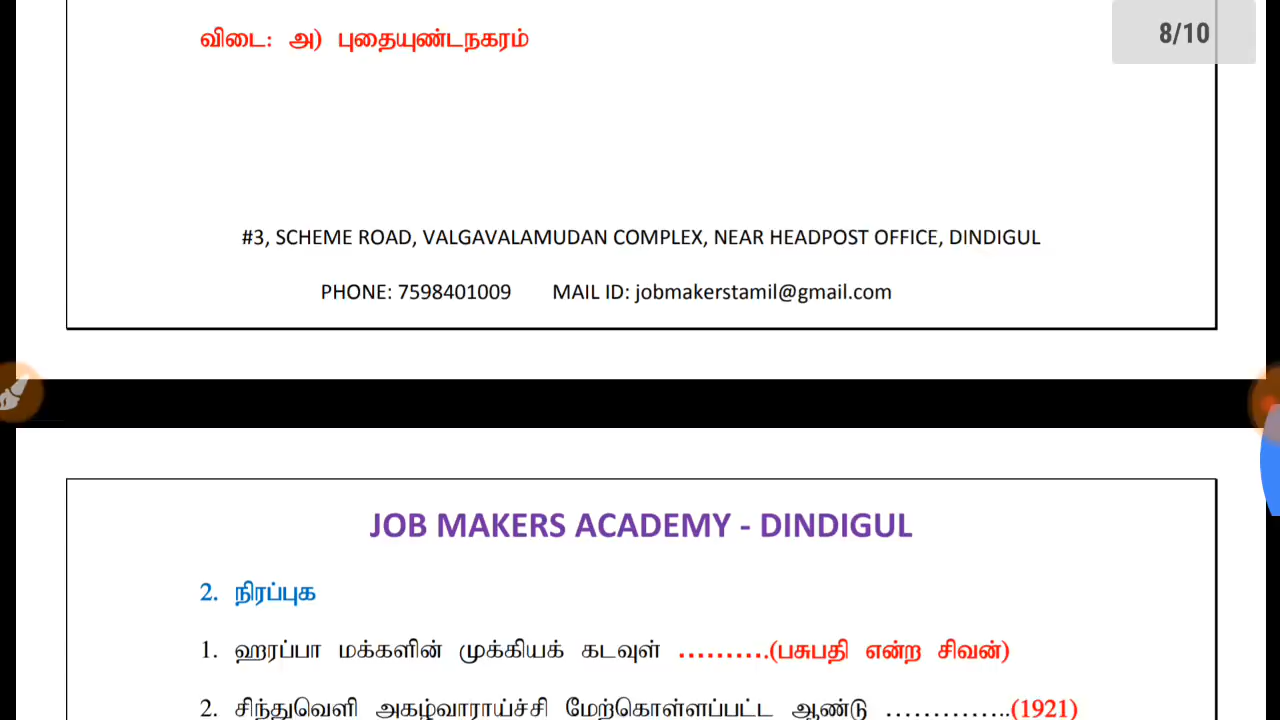 8/10
விடை: அ) புதையுண்டநகரம்
#3, SCHEME ROAD, VALGAVALAMUDAN COMPLEX, NEAR HEADPOST OFFICE, DINDIGUL
PHONE: 7598401009 MAIL ID: jobmakerstamil@gmail.com
JOB MAKERS ACADEMY - DINDIGUL
2. நிரப்புக
1. ஹரப்பா மக்களின் முக்கியக் கடவுள் ..........(பசுபதி என்ற சிவன்)
2. சிந்துவெளி அகழ்வாராய்ச்சி மேற்கொள்ளப்பட்ட ஆண்டு ..............(1921)